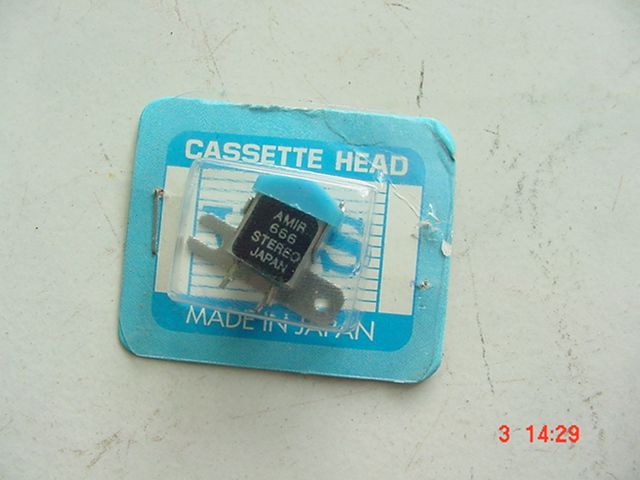 CASSETTE HEAD
AMIR
666
STEREO
JAPAN
MADE IN JAPAN
3 14:29